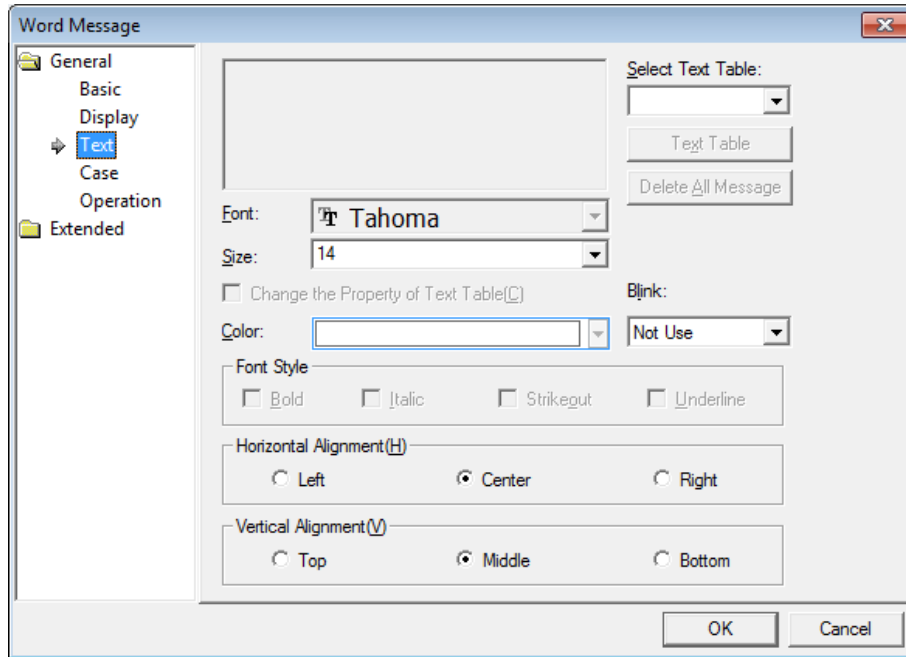 Word Message
General
Basic
Display
Text
Case
Operation
Extended
Select Text Table:
Text Table
Delete All Message
Font:
Tahoma
Size:
14
Change the Property of Text Table(C)
Blink:
Color:
Not Use
Font Style
Bold Italic Strikeout Underline
Horizontal Alignment(H)
Left Center Right
Vertical Alignment(V)
Top Middle Bottom
OK Cancel